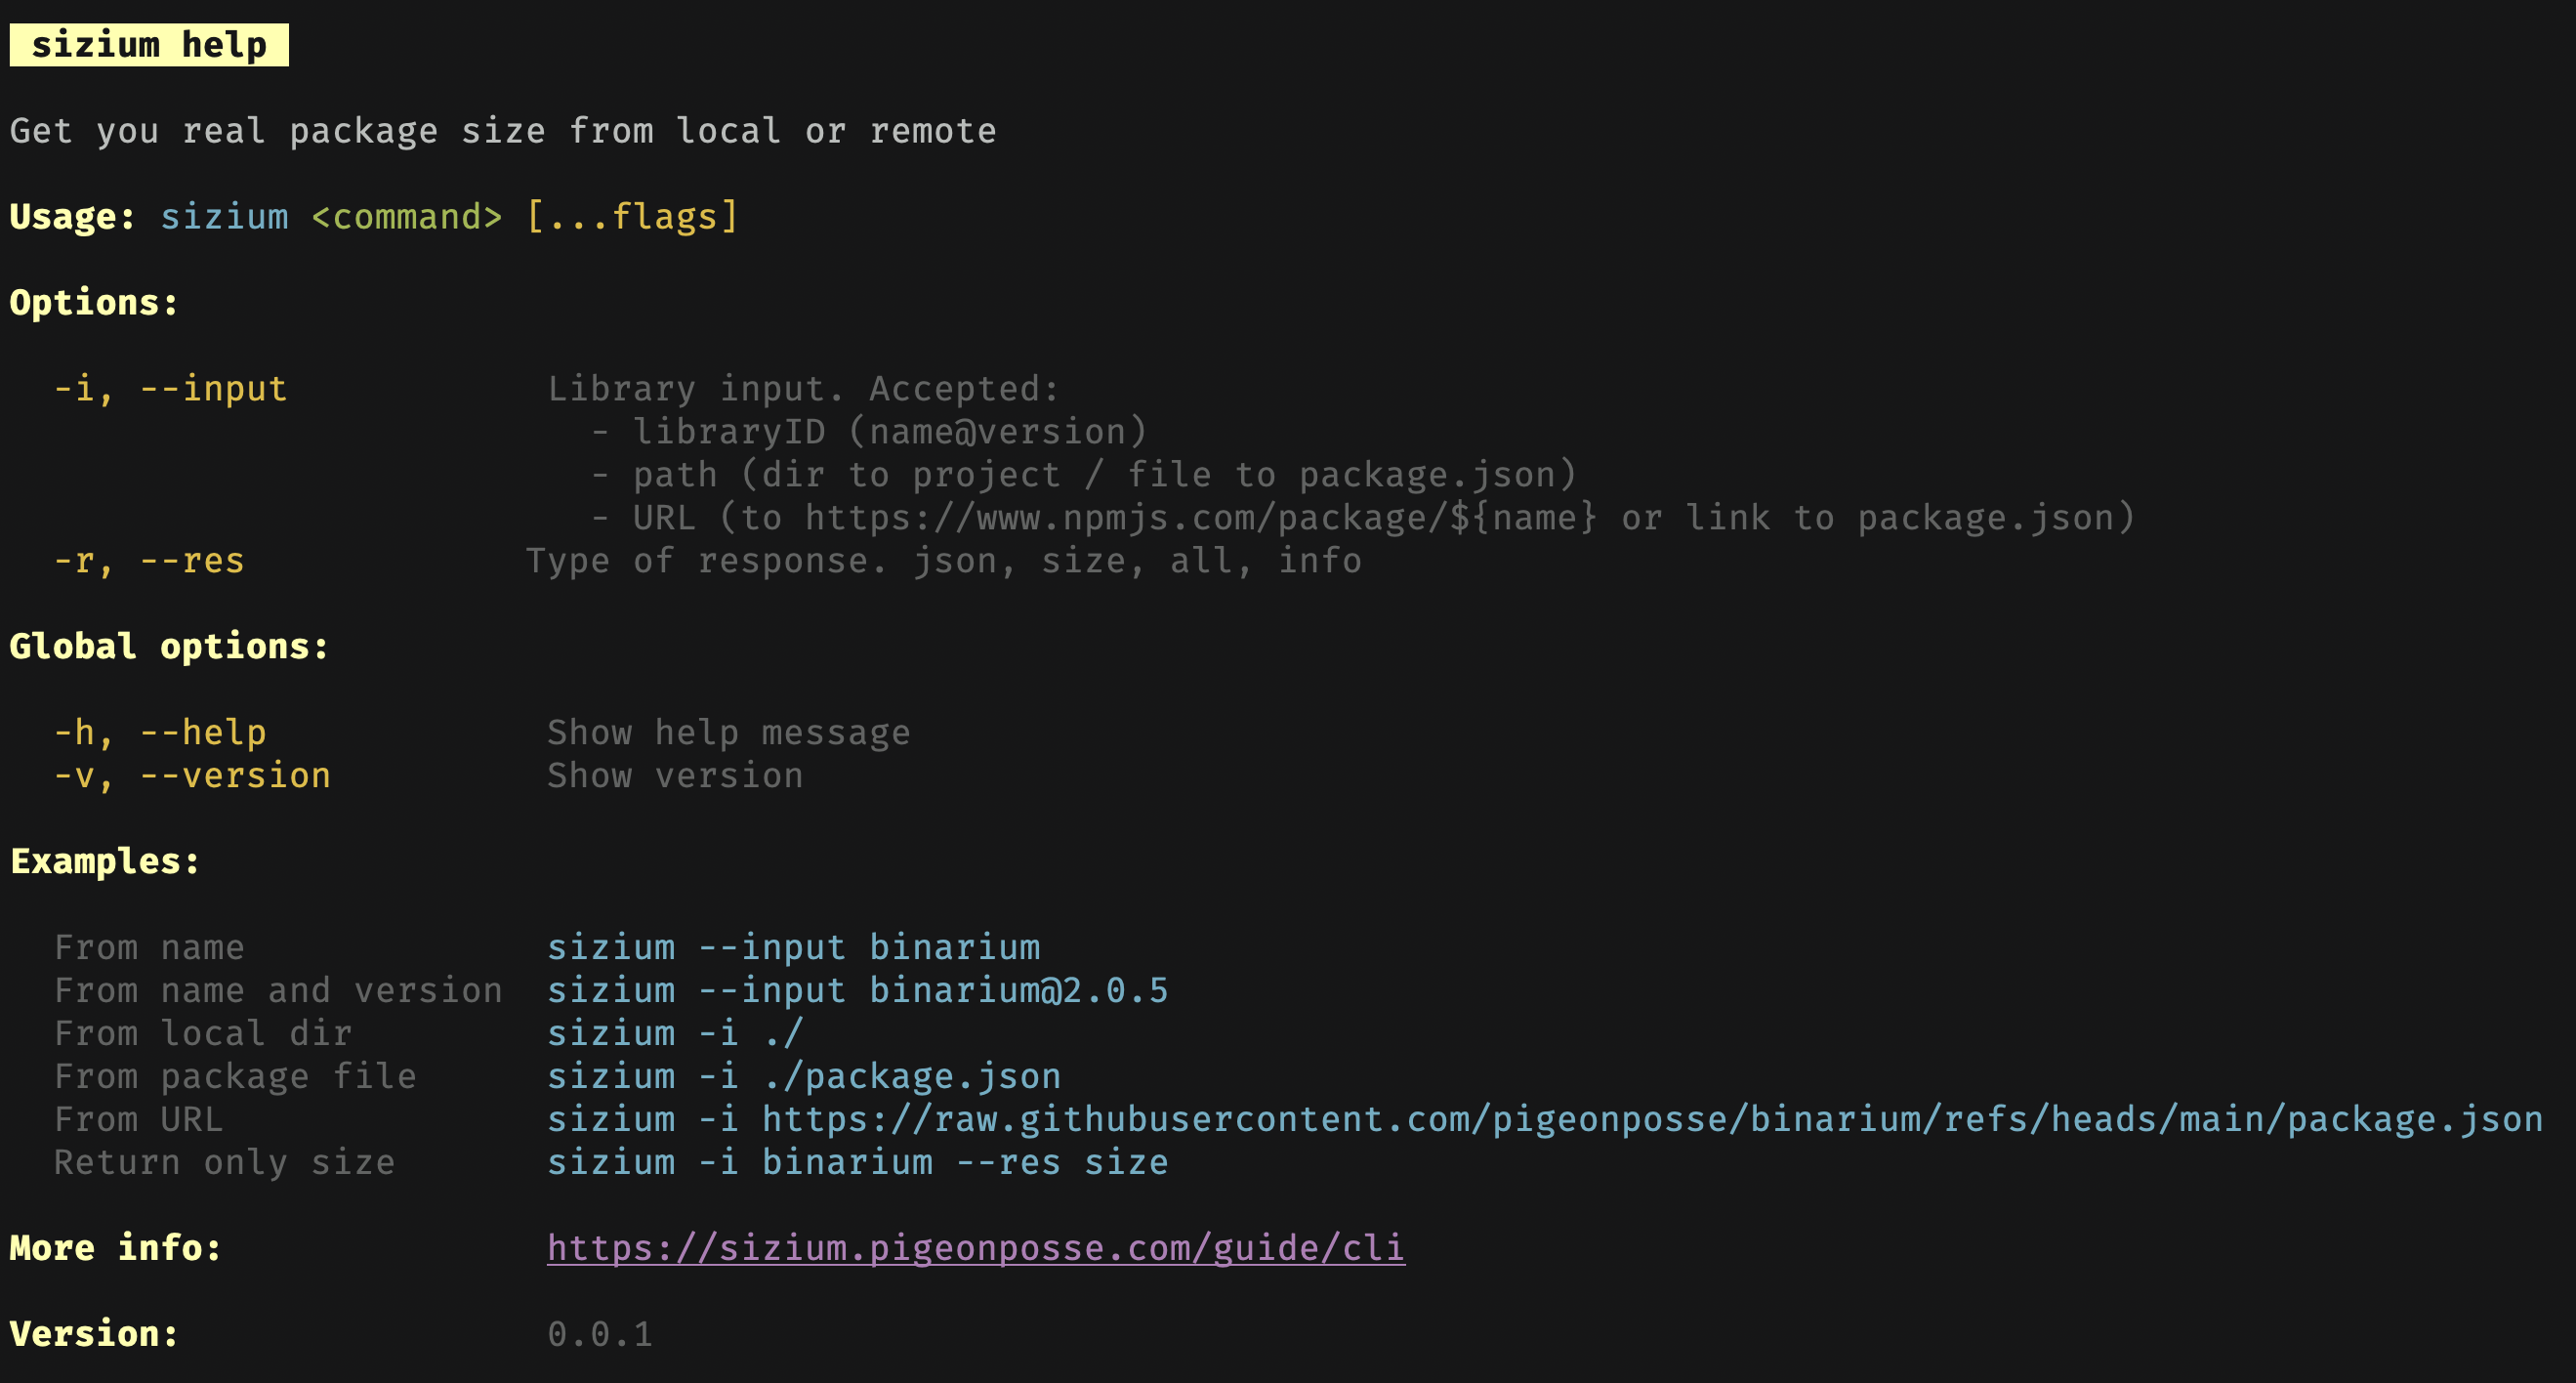 sizium help
Get you real package size from local or remote
Usage: sizium <command> [...flags]
Options:
-i, --input Library input. Accepted:
- libraryID (name@version)
- path (dir to project / file to package.json)
- URL (to https://www.npmjs.com/package/${name} or link to package.json)
-r, --res Type of response. json, size, all, info
Global options:
-h, --help Show help message
-v, --version Show version
Examples:
From name sizium --input binarium
From name and version sizium --input binarium@2.0.5
From local dir sizium -i ./
From package file sizium -i ./package.json
From URL sizium -i https://raw.githubusercontent.com/pigeonposse/binarium/refs/heads/main/package.json
Return only size sizium -i binarium --res size
More info: https://sizium.pigeonposse.com/guide/cli
Version: 0.0.1